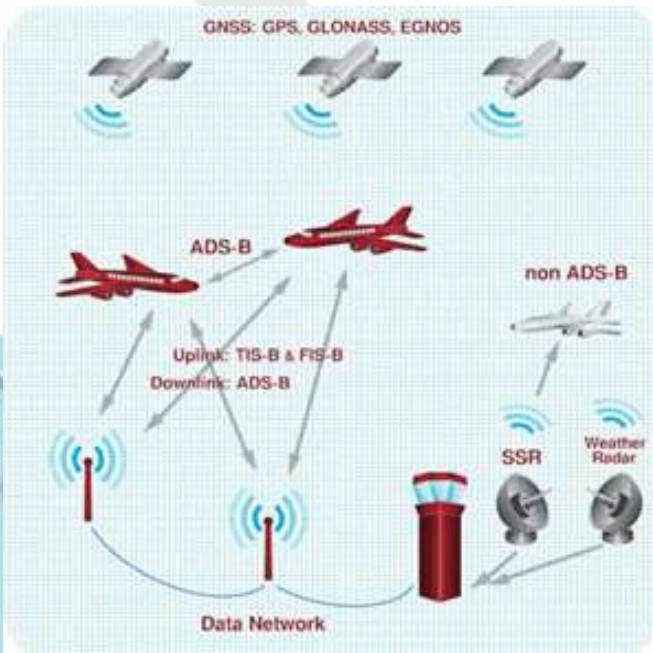 GNSS: GPS, GLONASS, EGNOS
ADS-B
non ADS-B
Uplink: TIS-B & FIS-B
Downlink: ADS-B
SSR
Weather
Radar
Data Network